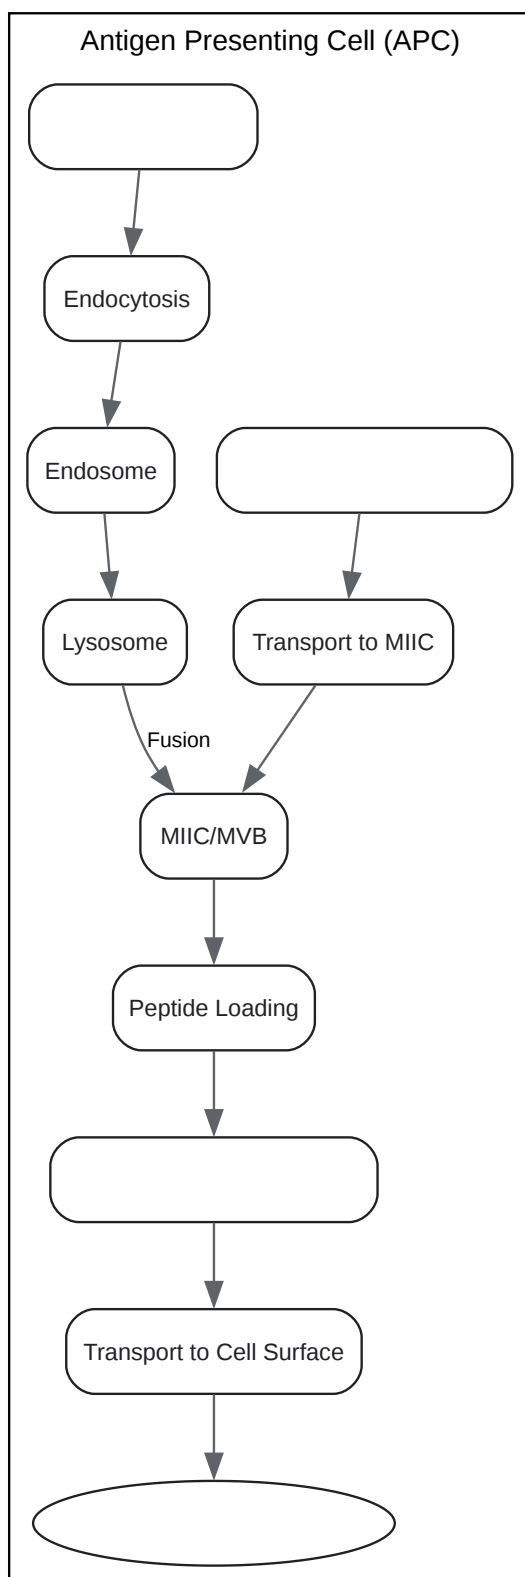 Antigen Presenting Cell (APC)
Endocytosis
Endosome
Lysosome
Transport to MIIC
Fusion
MIIC/MVB
Peptide Loading
Transport to Cell Surface